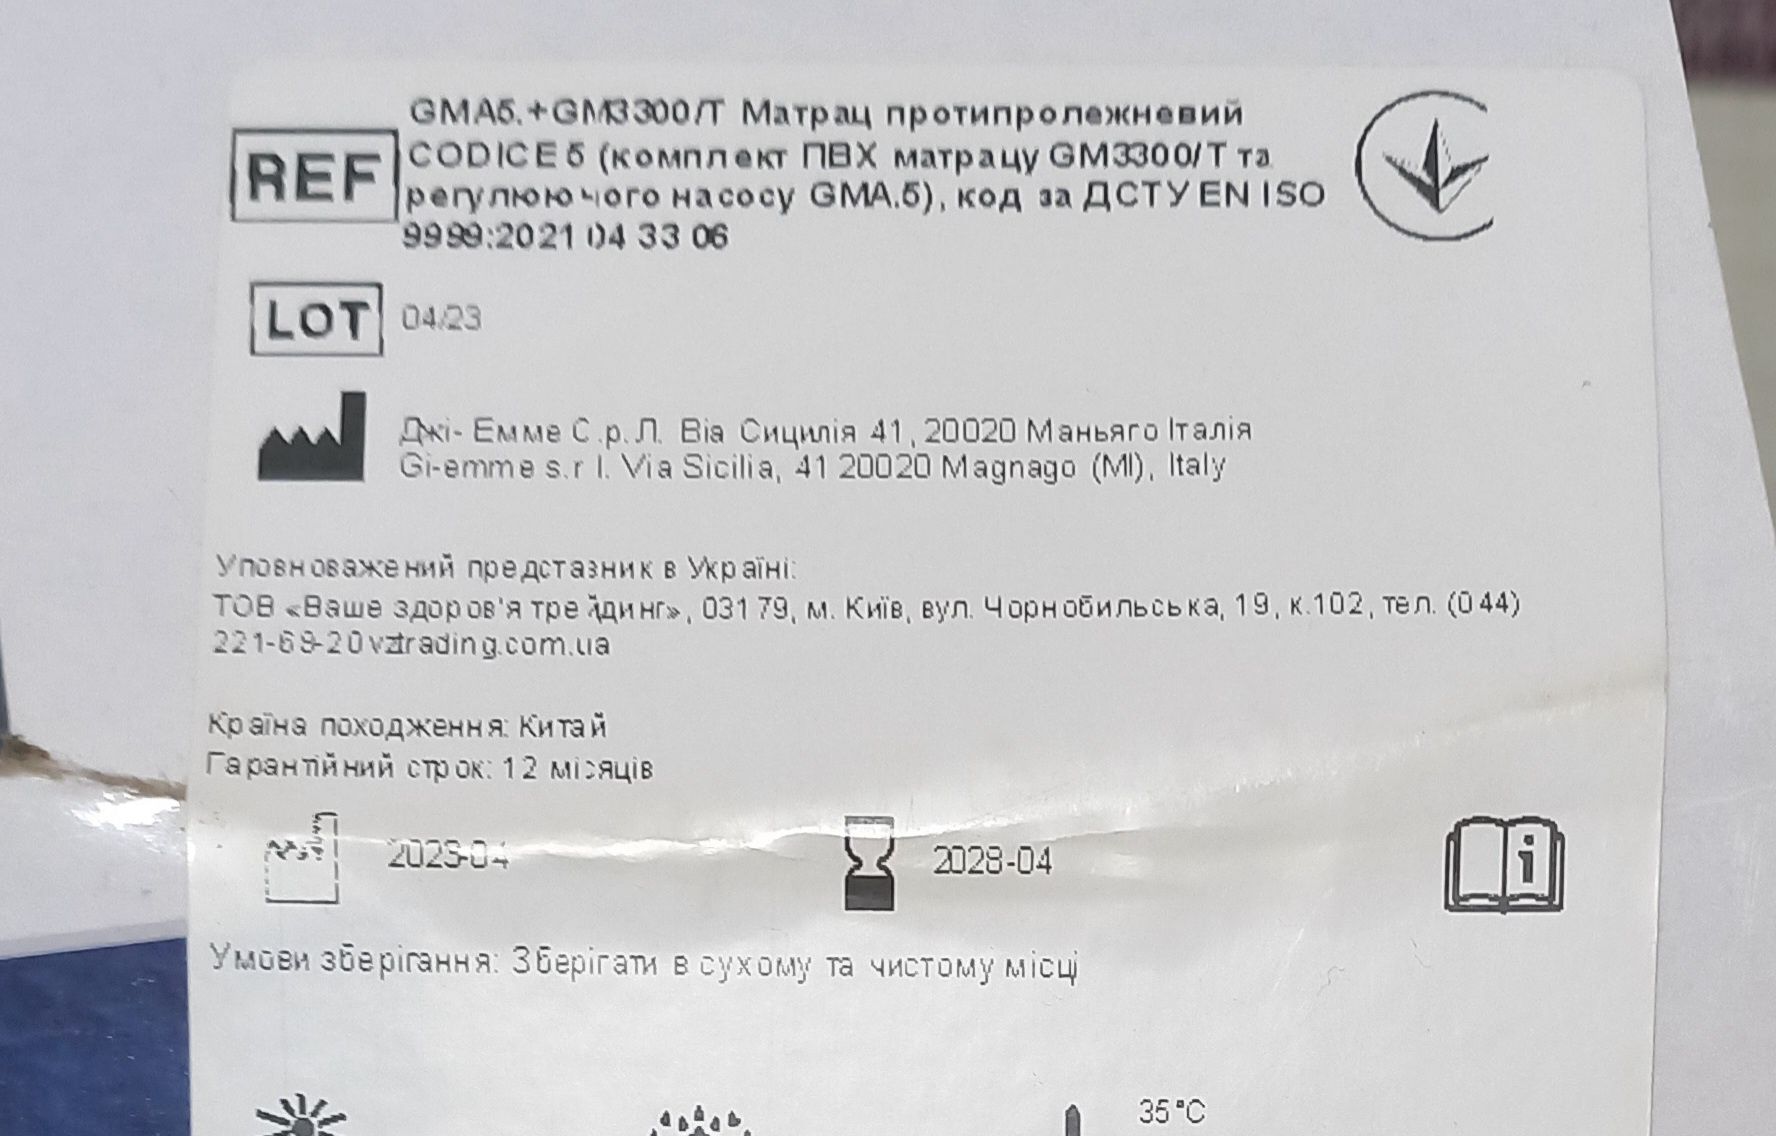 GMA5.+GM3300/T Матрац протипролежневий
REF CODICE 5 (комплект ПВХ матрацу GM3300/T та
регулюючого насосу GMA.5), код за ДСТУ EN ISO
9999:2021 04 33 06
LOT 04/23
Джі- Емме С.р.Л. Віа Сицилія 41, 20020 Маньяго Італія
Gi-emme s.r l. Via Sicilia, 41 20020 Magnago (MI), Italy
Уповноважений представник в Україні:
ТОВ «Ваше здоров'я трейдинг», 03179, м. Київ, вул. Чорнобильська, 19, к.102, тел. (044)
221-69-20 vztrading.com.ua
Країна походження: Китай
Гарантійний строк: 12 місяців
2023-04 2028-04
Умови зберігання: Зберігати в сухому та чистому місці
35°C